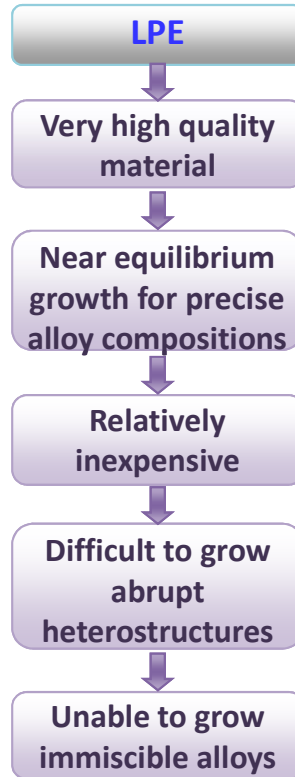 LPE
Very high quality
material
Near equilibrium
growth for precise
alloy compositions
Relatively
inexpensive
Difficult to grow
abrupt
heterostructures
Unable to grow
immiscible alloys